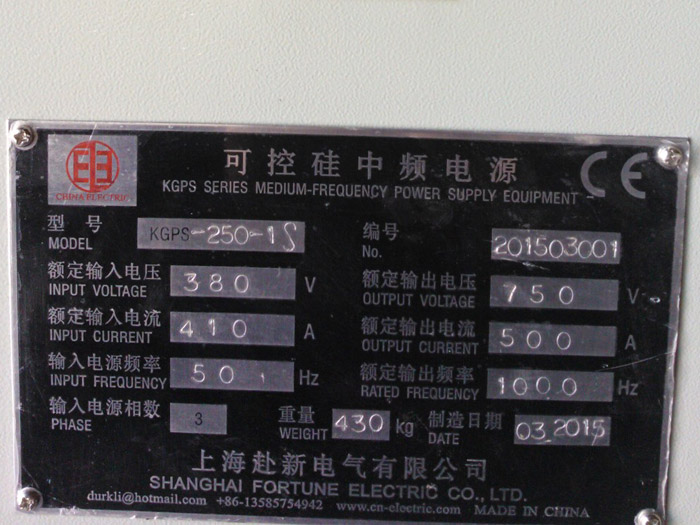 CHINA ELECTRIC
可控硅中频电源
KGPS SERIES MEDIUM-FREQUENCY POWER SUPPLY EQUIPMENT
CE
型号 KGPS-250-1S 编号 201503001
MODEL No.
额定输入电压 380 V 额定输出电压 750 V
INPUT VOLTAGE OUTPUT VOLTAGE
额定输入电流 410 A 额定输出电流 500 A
INPUT CURRENT OUTPUT CURRENT
输入电源频率 50 Hz 额定输出频率 1000 Hz
INPUT FREQUENCY RATED FREQUENCY
输入电源相数 3 重量 430 kg 制造日期 03.2015
PHASE WEIGHT DATE
上海赴新电气有限公司
SHANGHAI FORTUNE ELECTRIC CO., LTD.
durkli@hotmail.com +86-13585754942 www.cn-electric.com MADE IN CHINA